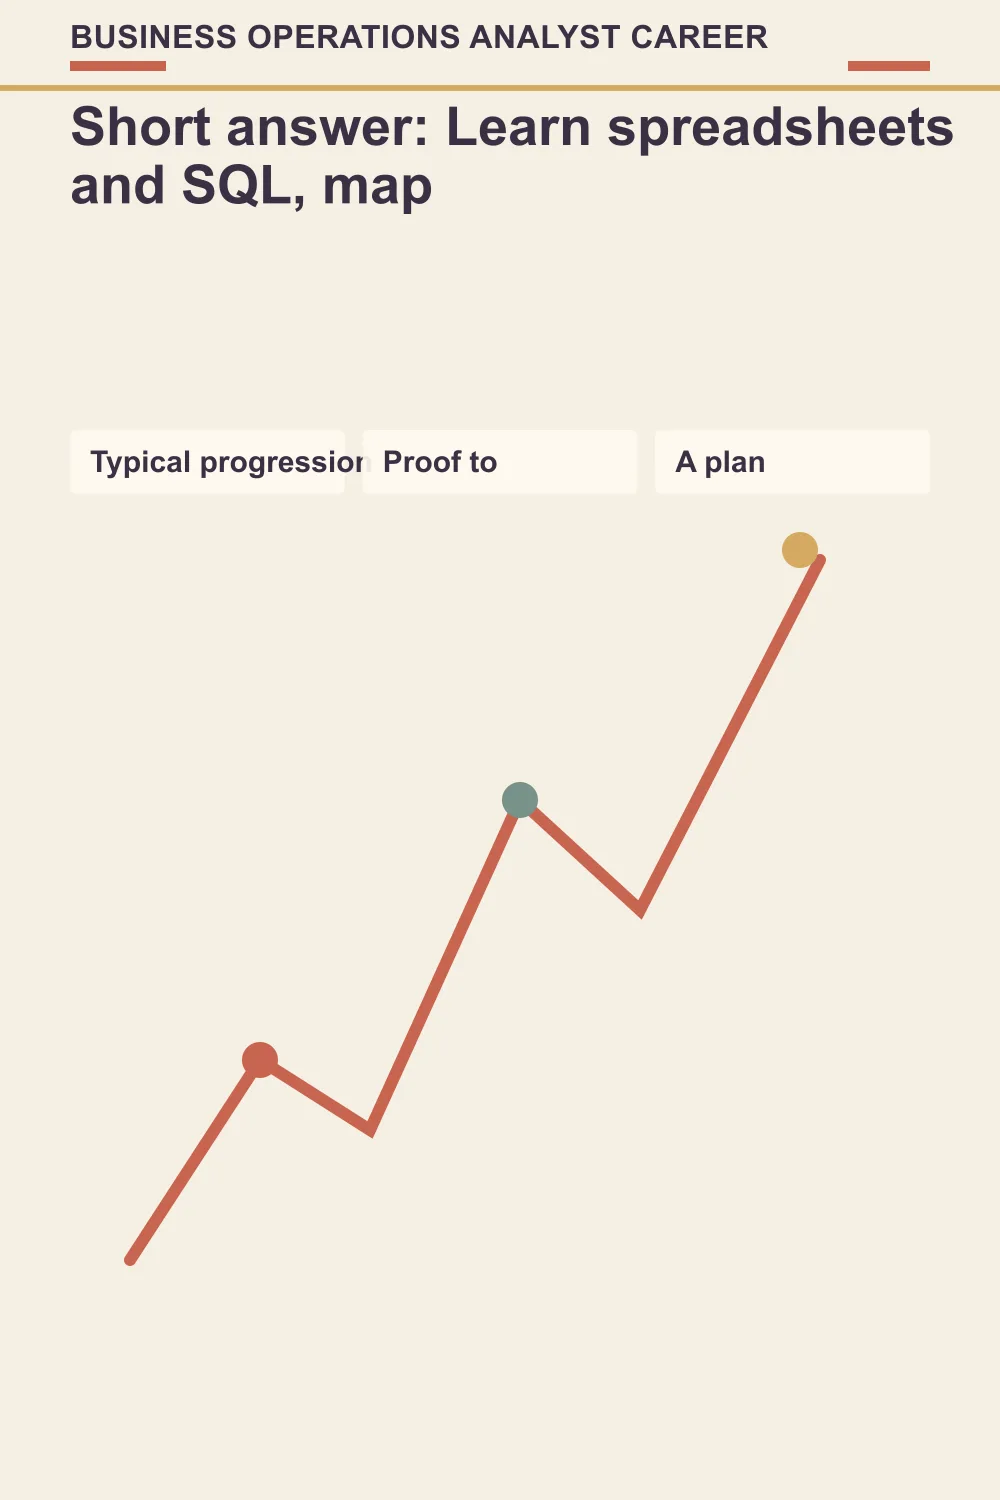 BUSINESS OPERATIONS ANALYST CAREER
Short answer: Learn spreadsheets
and SQL, map
Typical progression
Proof to
A plan